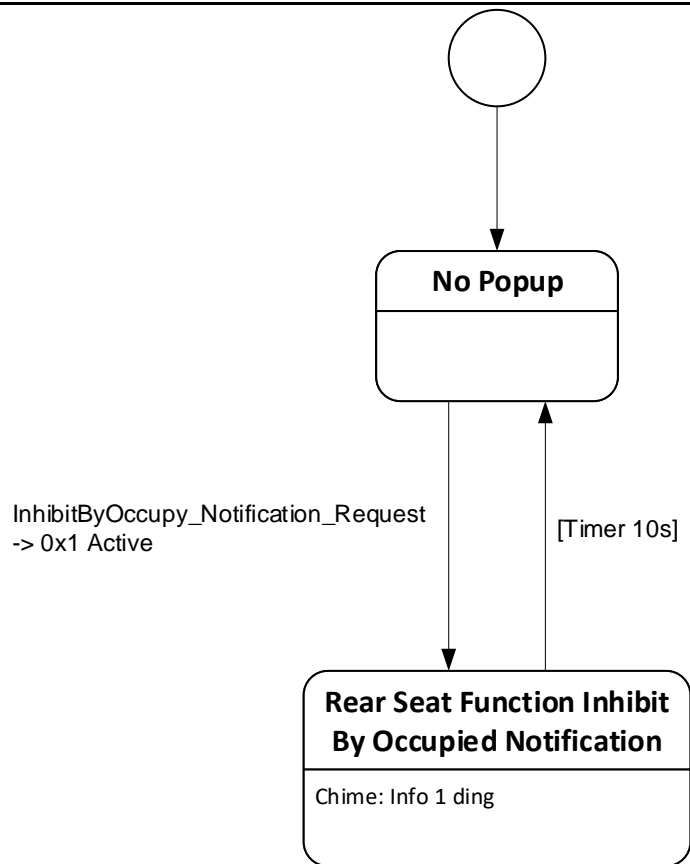 No Popup
InhibitByOccupy_Notification_Request
-> 0x1 Active
[Timer 10s]
Rear Seat Function Inhibit
By Occupied Notification
Chime: Info 1 ding